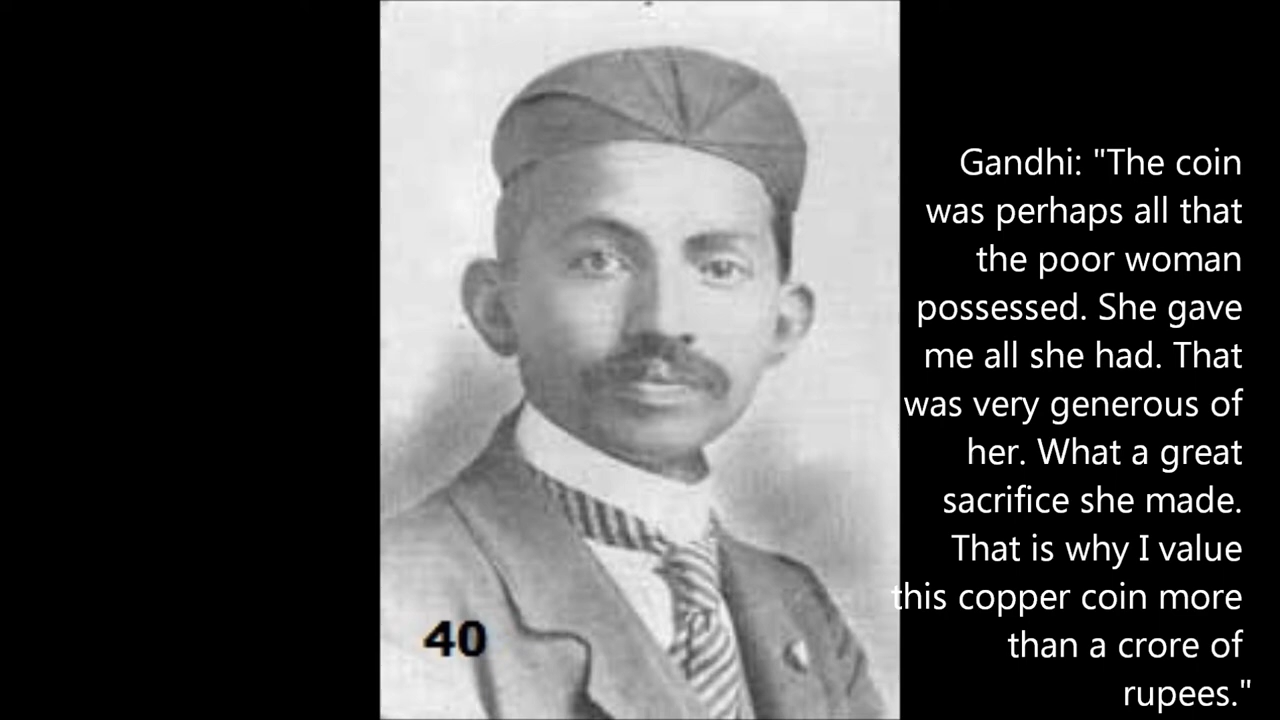 Gandhi: "The coin
was perhaps all that
the poor woman
possessed. She gave
me all she had. That
was very generous of
her. What a great
sacrifice she made.
That is why I value
this copper coin more
than a crore of
rupees."
40